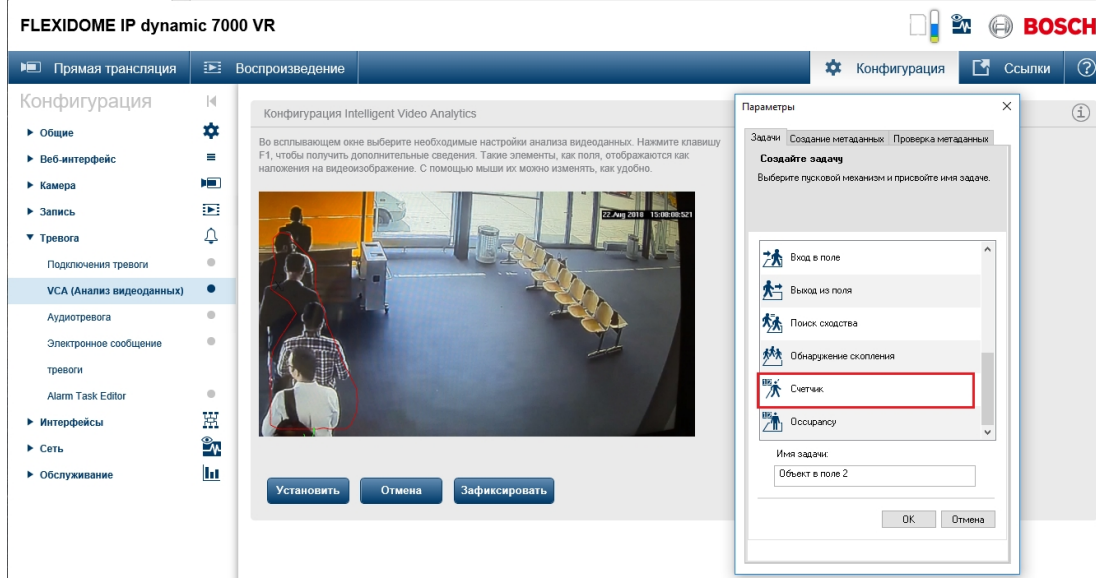 FLEXIDOME IP dynamic 7000 VR
BOSCH
Прямая трансляция
Воспроизведение
Конфигурация
Ссылки
Конфигурация
Общие
Веб-интерфейс
Камера
Запись
Тревога
Подключения тревоги
VCA (Анализ видеоданных)
Аудиотревога
Электронное сообщение
тревоги
Alarm Task Editor
Интерфейсы
Сеть
Обслуживание
Конфигурация Intelligent Video Analytics
Во всплывающем окне выберите необходимые настройки анализа видеоданных. Нажмите клавишу
F1, чтобы получить дополнительные сведения. Такие элементы, как поля, отображаются как
наложения на видеоизображение. С помощью мыши их можно изменять, как удобно.
22.Aug 2018 15:00:00:521
Установить
Отмена
Зафиксировать
Параметры
Задачи
Создание метаданных
Проверка метаданных
Создайте задачу
Выберите пусковой механизм и присвойте имя задаче.
Вход в поле
Выход из поля
Поиск сходства
Обнаружение скопления
Счетчик
Occupancy
Имя задачи:
Объект в поле 2
OK
Отмена